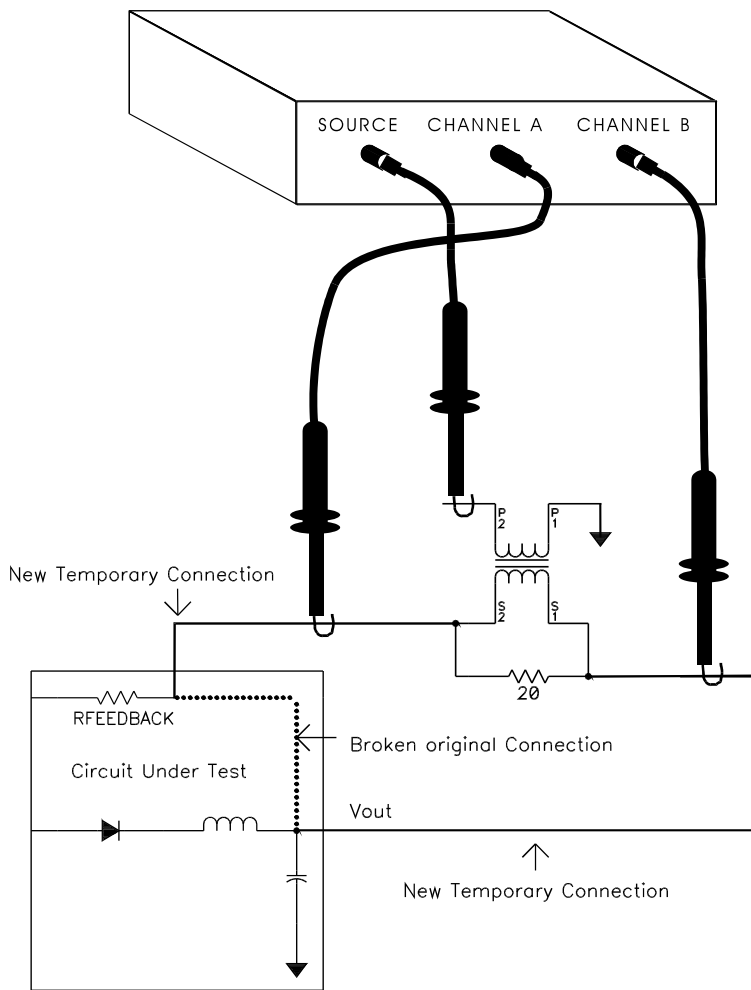 SOURCE
CHANNEL A
CHANNEL B
P
2
P
1
New Temporary Connection
S
2
S
1
20
RFEEDBACK
Broken original Connection
Circuit Under Test
Vout
New Temporary Connection